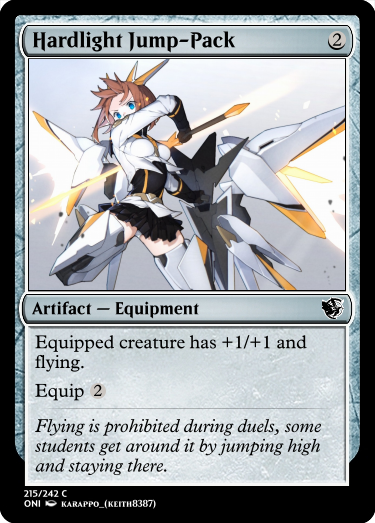 Hardlight Jump-Pack 2
Artifact — Equipment
Equipped creature has +1/+1 and
flying.
Equip 2
Flying is prohibited during duels, some
students get around it by jumping high
and staying there.
215/242 C
ONI KARAPPO_(KEITH8387)